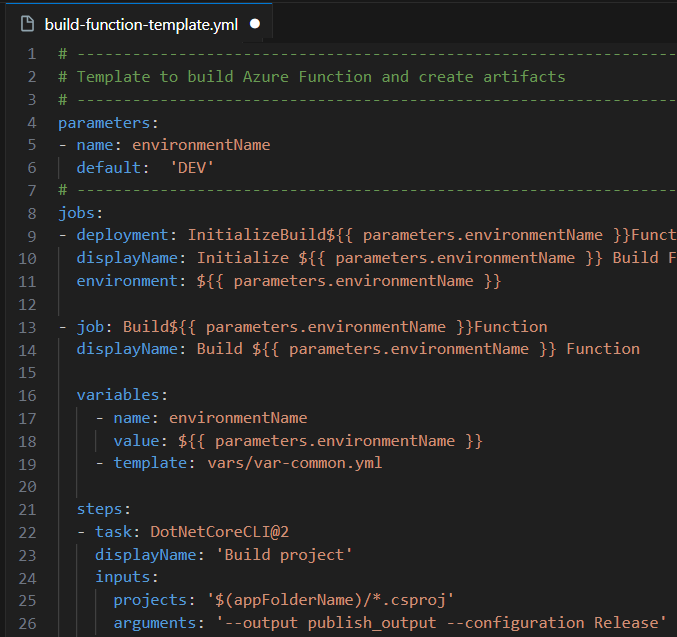 build-function-template.yml
1 # -----------------------------------------------------------------
2 # Template to build Azure Function and create artifacts
3 # -----------------------------------------------------------------
4 parameters:
5 - name: environmentName
6   default:  'DEV'
7 # -----------------------------------------------------------------
8 jobs:
9 - deployment: InitializeBuild${{ parameters.environmentName }}Funct
10   displayName: Initialize ${{ parameters.environmentName }} Build F
11   environment: ${{ parameters.environmentName }}
12
13 - job: Build${{ parameters.environmentName }}Function
14   displayName: Build ${{ parameters.environmentName }} Function
15
16   variables:
17     - name: environmentName
18       value: ${{ parameters.environmentName }}
19     - template: vars/var-common.yml
20
21   steps:
22   - task: DotNetCoreCLI@2
23     displayName: 'Build project'
24     inputs:
25       projects: '$(appFolderName)/*.csproj'
26       arguments: '--output publish_output --configuration Release'